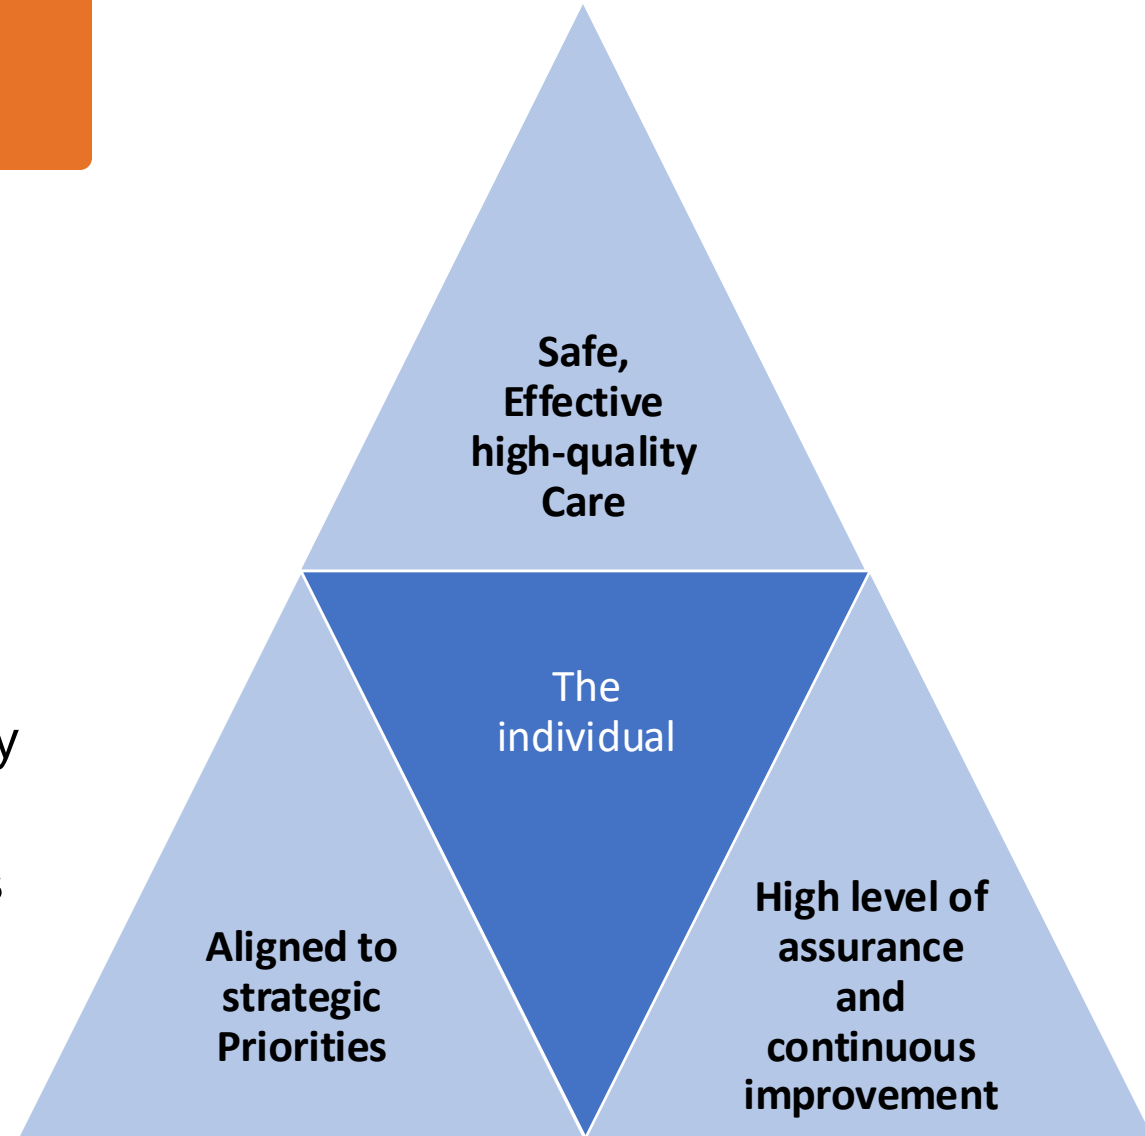 Safe,
Effective
high-quality
Care
The
individual
Aligned to
strategic
Priorities
High level of
assurance
and
continuous
improvement